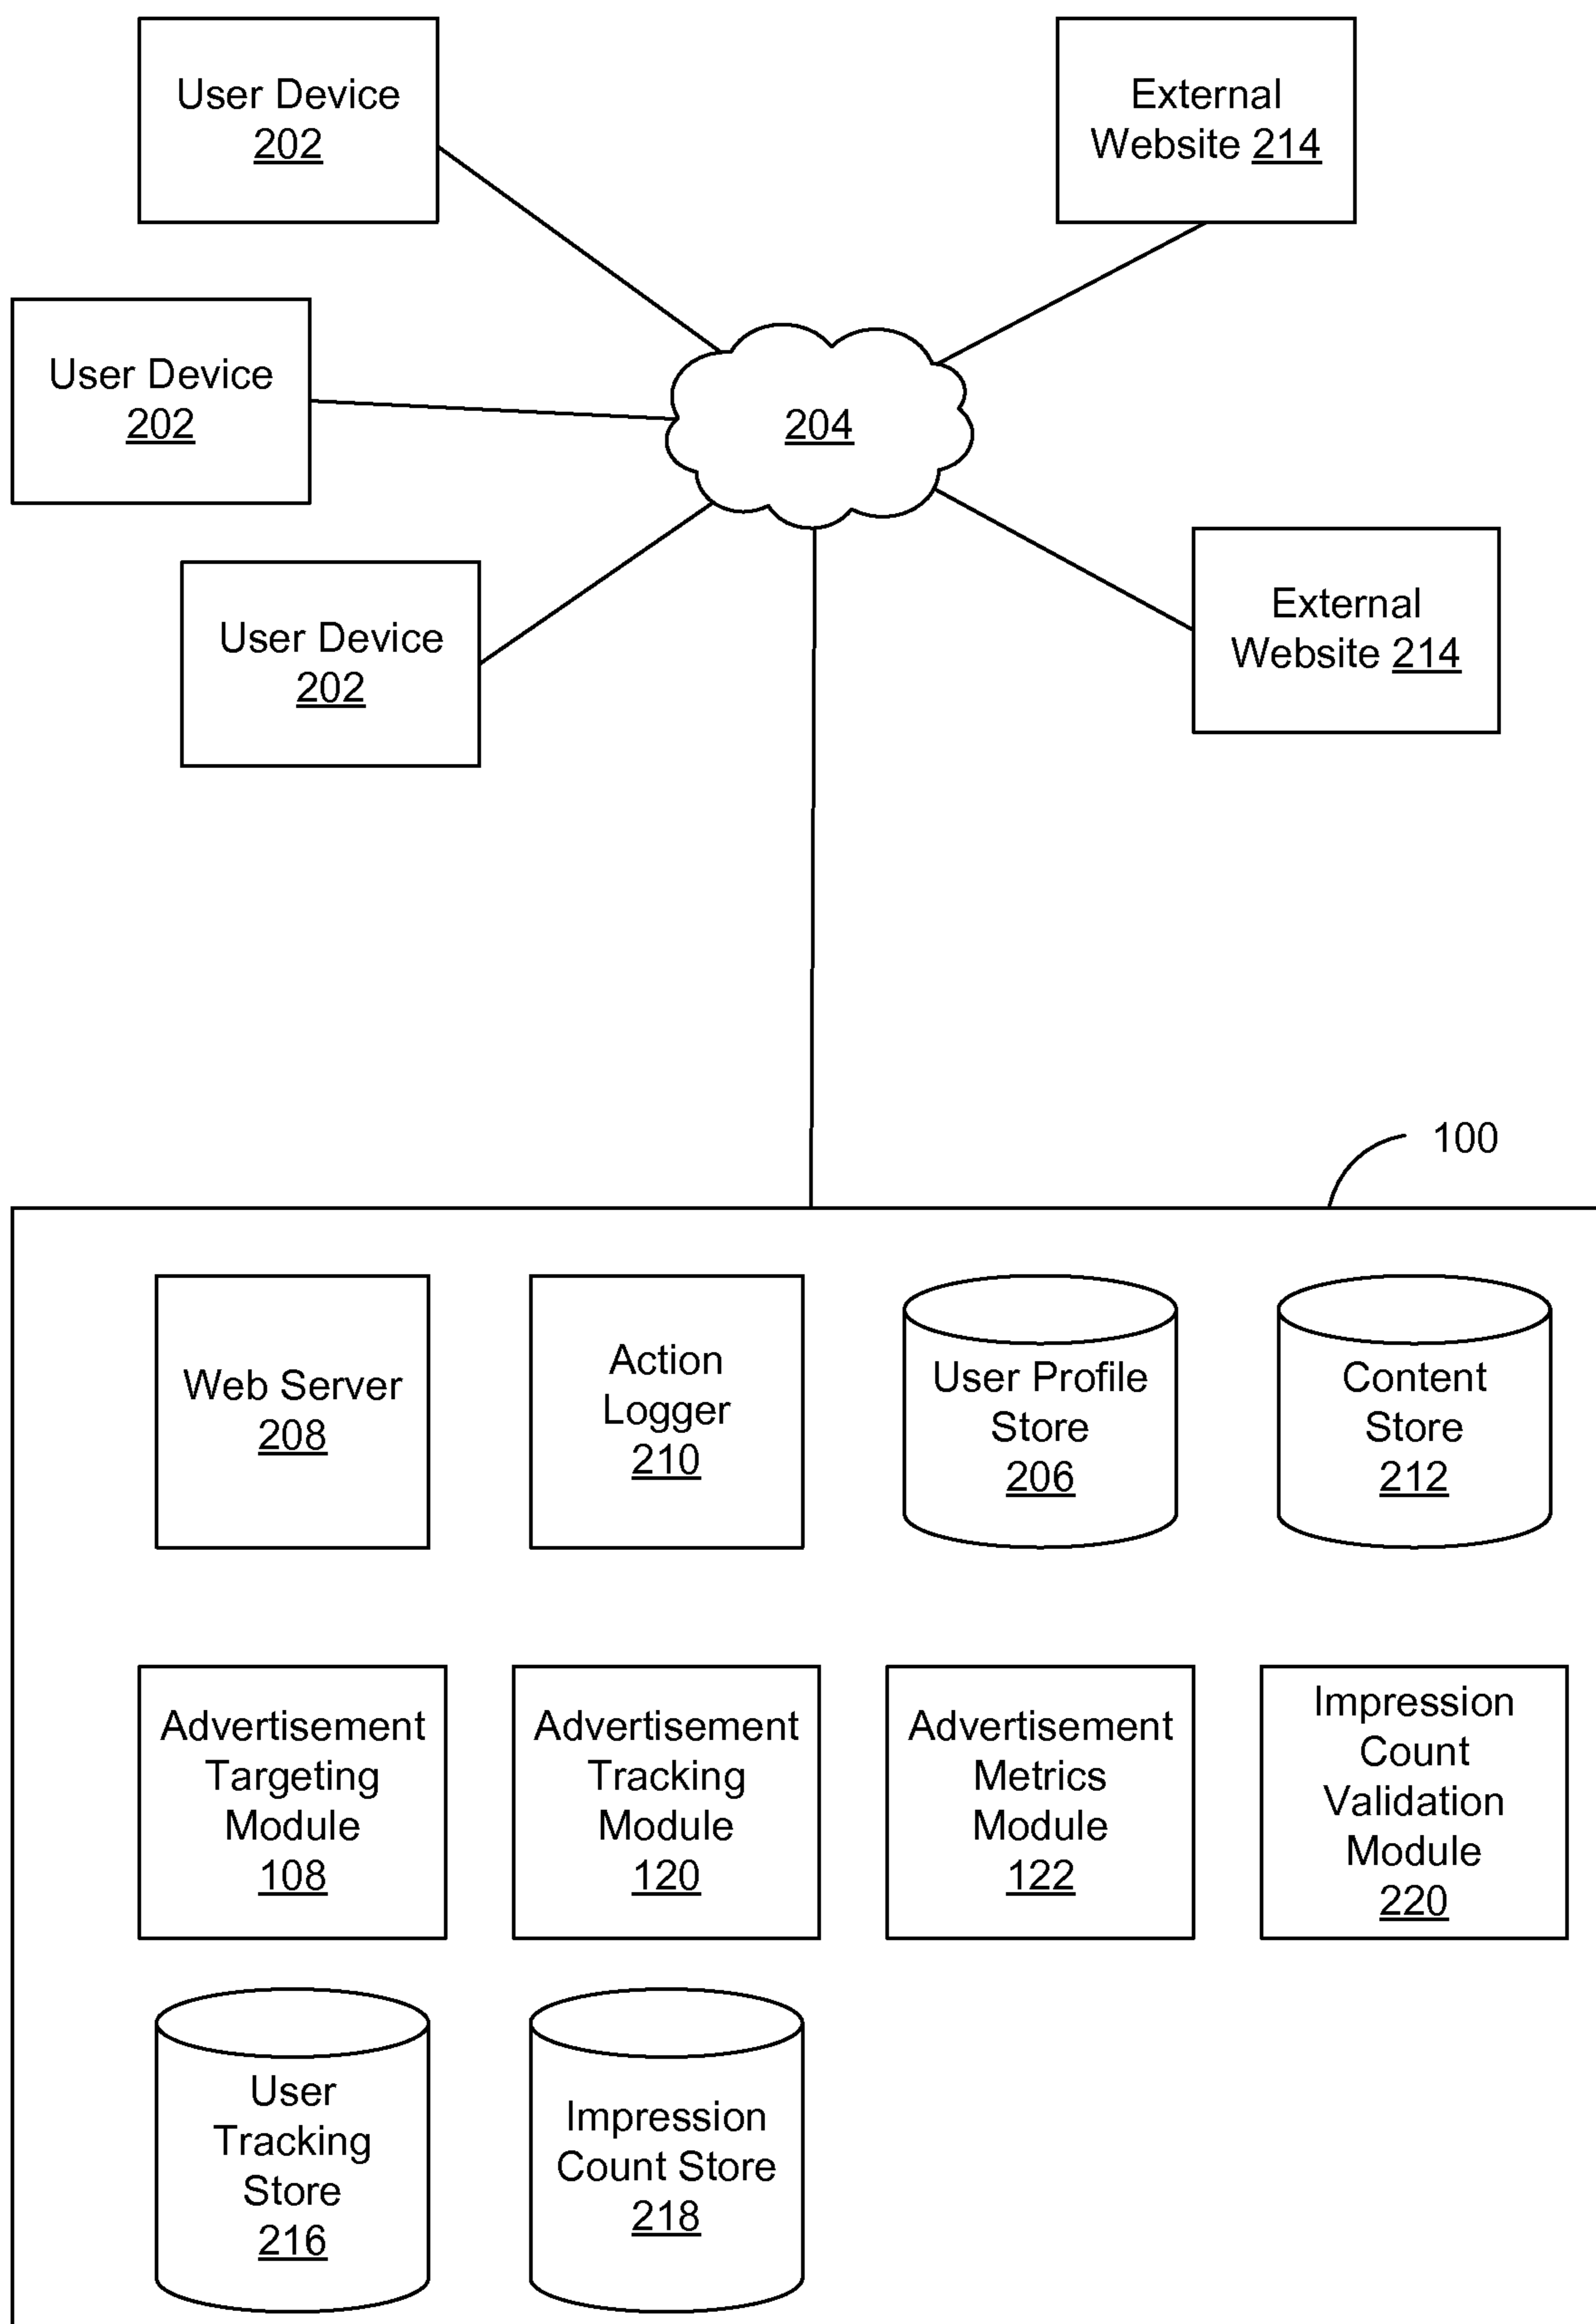 User Device
202
External
Website 214
User Device
202
204
User Device
202
External
Website 214
100
Web Server
208
Action
Logger
210
User Profile
Store
206
Content
Store
212
Advertisement
Targeting
Module
108
Advertisement
Tracking
Module
120
Advertisement
Metrics
Module
122
Impression
Count
Validation
Module
220
User
Tracking
Store
216
Impression
Count Store
218